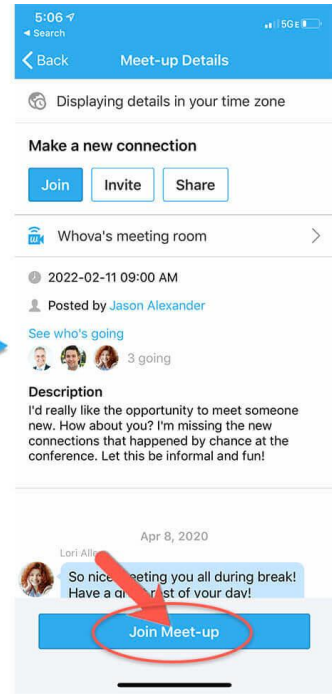 5:06
5GE
Search
Back
Meet-up Details
Displaying details in your time zone
Make a new connection
Join
Invite
Share
Whova's meeting room
2022-02-11 09:00 AM
Posted by Jason Alexander
See who's going
3 going
Description
I'd really like the opportunity to meet someone
new. How about you? I'm missing the new
connections that happened by chance at the
conference. Let this be informal and fun!
Apr 8, 2020
Lori
So nice meeting you all during break!
Have a rest of your day!
Join Meet-up